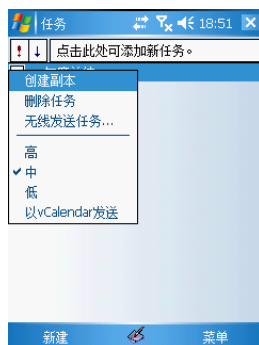 任务 18:51
! ↓ 点击此处可添加新任务。
创建副本
删除任务
无线发送任务...
高
中
低
以vCalendar发送
新建 菜单